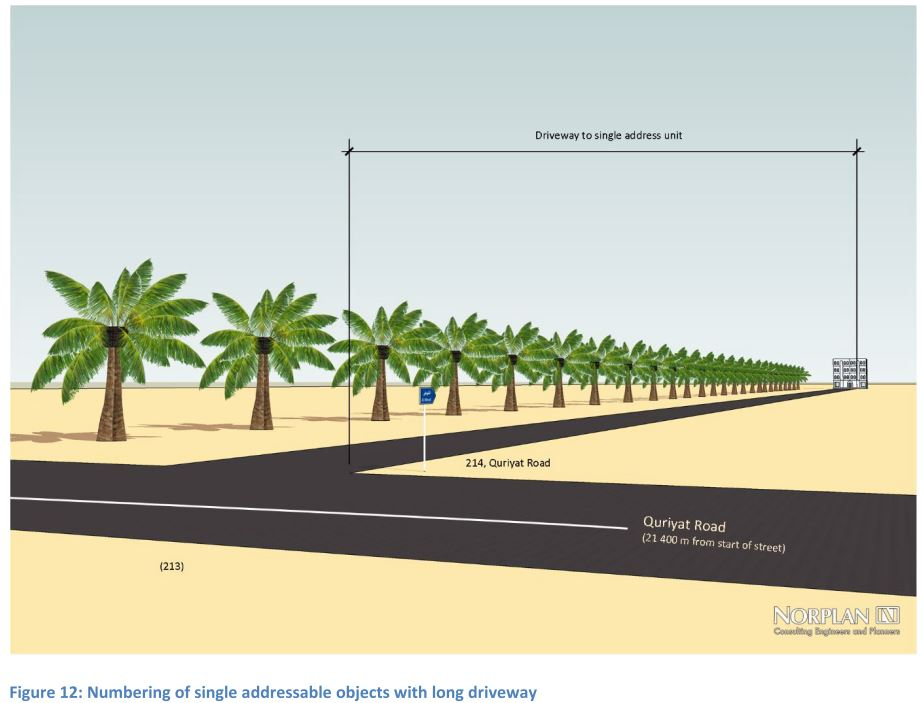 Driveway to single address unit
214, Quriyat Road
Quriyat Road
(21 400 m from start of street)
(213)
NORPLAN
Consulting Engineers and Planners
Figure 12: Numbering of single addressable objects with long driveway